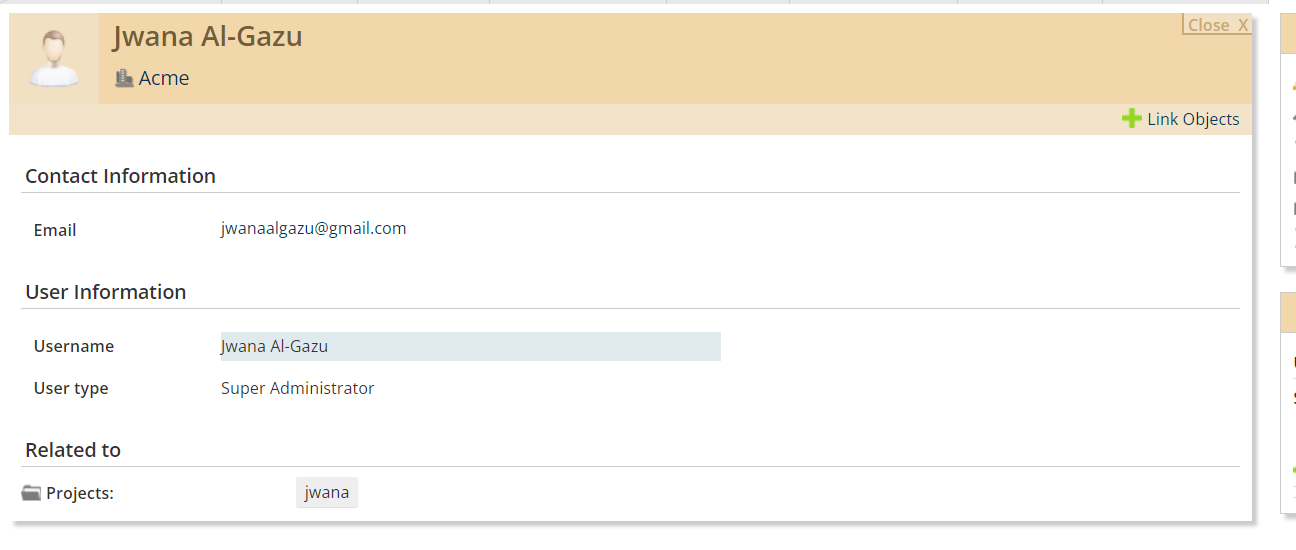 Jwana Al-Gazu
Close X
Acme
Link Objects
Contact Information
Email jwanaalgazu@gmail.com
User Information
Username Jwana Al-Gazu
User type Super Administrator
Related to
Projects: jwana